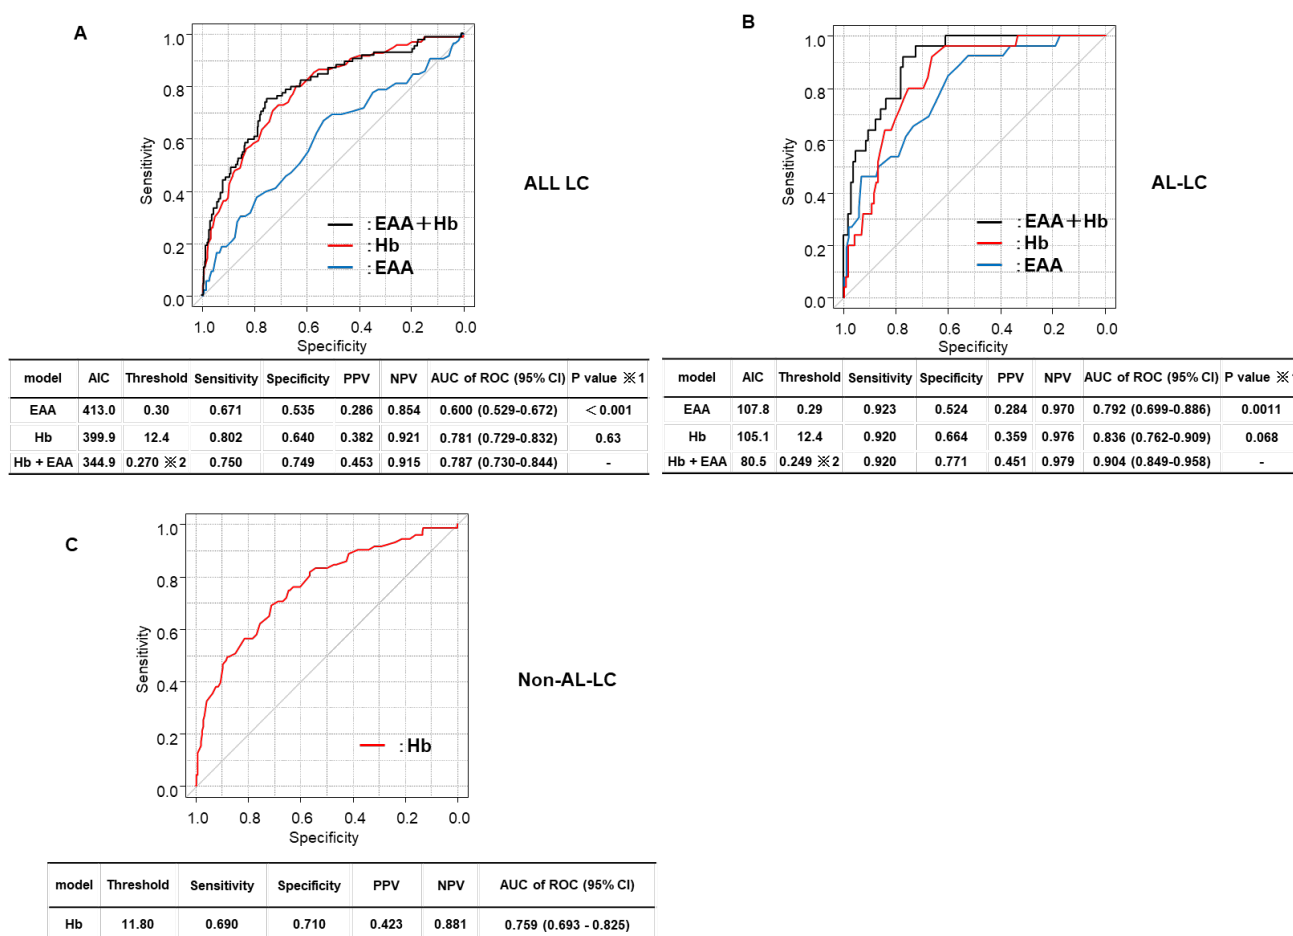 A
1.0
0.8
0.6
0.4
0.2
0.0
Sensitivity
1.0 0.8 0.6 0.4 0.2 0.0
Specificity
: EAA＋Hb
: Hb
: EAA
ALL LC
model AIC Threshold Sensitivity Specificity PPV NPV AUC of ROC (95% CI) P value ※1
EAA 413.0 0.30 0.671 0.535 0.286 0.854 0.600 (0.529-0.672) ＜0.001
Hb 399.9 12.4 0.802 0.640 0.382 0.921 0.781 (0.729-0.832) 0.63
Hb + EAA 344.9 0.270 ※2 0.750 0.749 0.453 0.915 0.787 (0.730-0.844) -
B
1.0
0.8
0.6
0.4
0.2
0.0
Sensitivity
1.0 0.8 0.6 0.4 0.2 0.0
Specificity
: EAA＋Hb
: Hb
: EAA
AL-LC
model AIC Threshold Sensitivity Specificity PPV NPV AUC of ROC (95% CI) P value ※
EAA 107.8 0.29 0.923 0.524 0.284 0.970 0.792 (0.699-0.886) 0.0011
Hb 105.1 12.4 0.920 0.664 0.359 0.976 0.836 (0.762-0.909) 0.068
Hb + EAA 80.5 0.249 ※2 0.920 0.771 0.451 0.979 0.904 (0.849-0.958) -
C
1.0
0.8
0.6
0.4
0.2
0.0
Sensitivity
1.0 0.8 0.6 0.4 0.2 0.0
Specificity
: Hb
Non-AL-LC
model Threshold Sensitivity Specificity PPV NPV AUC of ROC (95% CI)
Hb 11.80 0.690 0.710 0.423 0.881 0.759 (0.693 - 0.825)